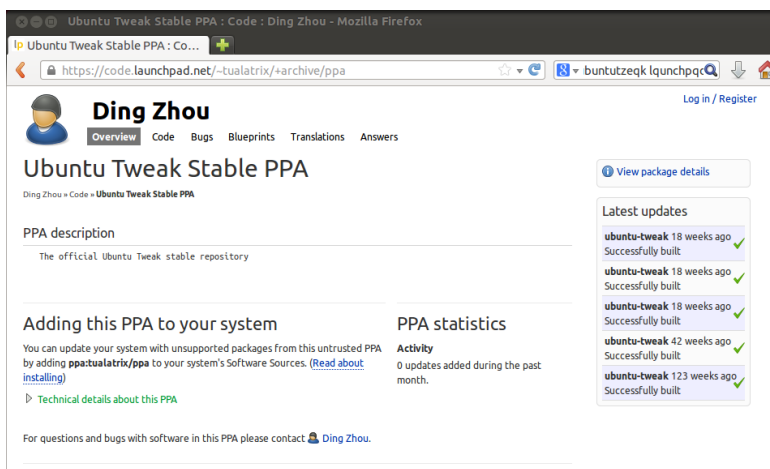 Ubuntu Tweak Stable PPA : Code : Ding Zhou - Mozilla Firefox
lp Ubuntu Tweak Stable PPA : Co...
https://code.launchpad.net/~tualatrix/+archive/ppa
8 buntutzeqk lqunchpqc
Log in / Register
Ding Zhou
Overview Code Bugs Blueprints Translations Answers
Ubuntu Tweak Stable PPA
Ding Zhou » Code » Ubuntu Tweak Stable PPA
PPA description
The official Ubuntu Tweak stable repository
Adding this PPA to your system
You can update your system with unsupported packages from this untrusted PPA
by adding ppa:tualatrix/ppa to your system's Software Sources. (Read about
installing)
Technical details about this PPA
For questions and bugs with software in this PPA please contact Ding Zhou.
PPA statistics
Activity
0 updates added during the past
month.
View package details
Latest updates
ubuntu-tweak 18 weeks ago
Successfully built
ubuntu-tweak 18 weeks ago
Successfully built
ubuntu-tweak 18 weeks ago
Successfully built
ubuntu-tweak 42 weeks ago
Successfully built
ubuntu-tweak 123 weeks ago
Successfully built